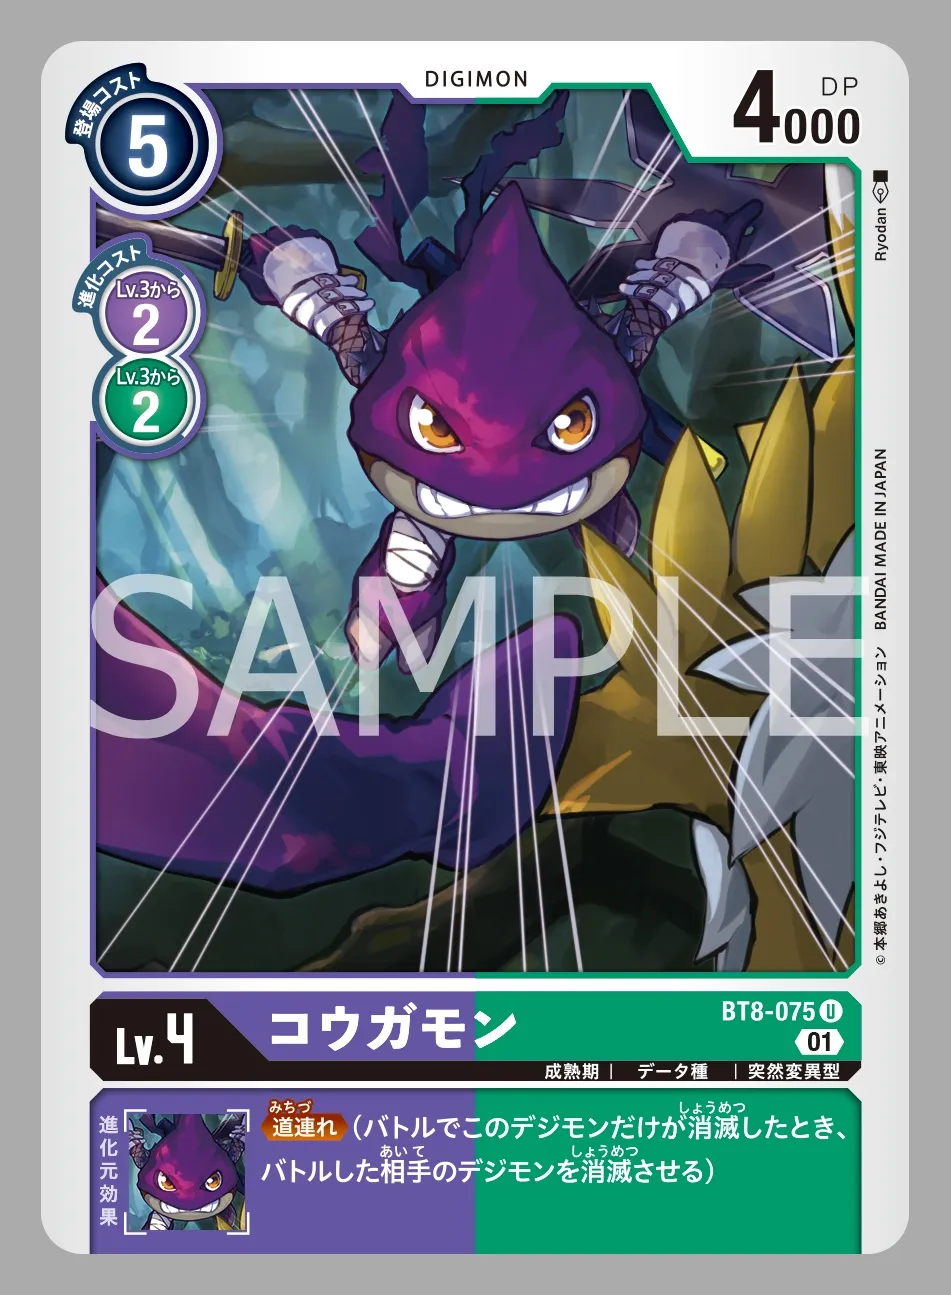 DIGIMON
登場コスト
5
DP
4000
進化コスト
Lv.3から
2
Lv.3から
2
Ryodan
BANDAI MADE IN JAPAN
©本郷あきよし・フジテレビ・東映アニメーション
SAMPLE
Lv.4
コウガモン
BT8-075 U
01
成熟期 | データ種 | 突然変異型
進化元効果
みちづ しょうめつ
道連れ (バトルでこのデジモンだけが消滅したとき、
あいて しょうめつ
バトルした相手のデジモンを消滅させる)